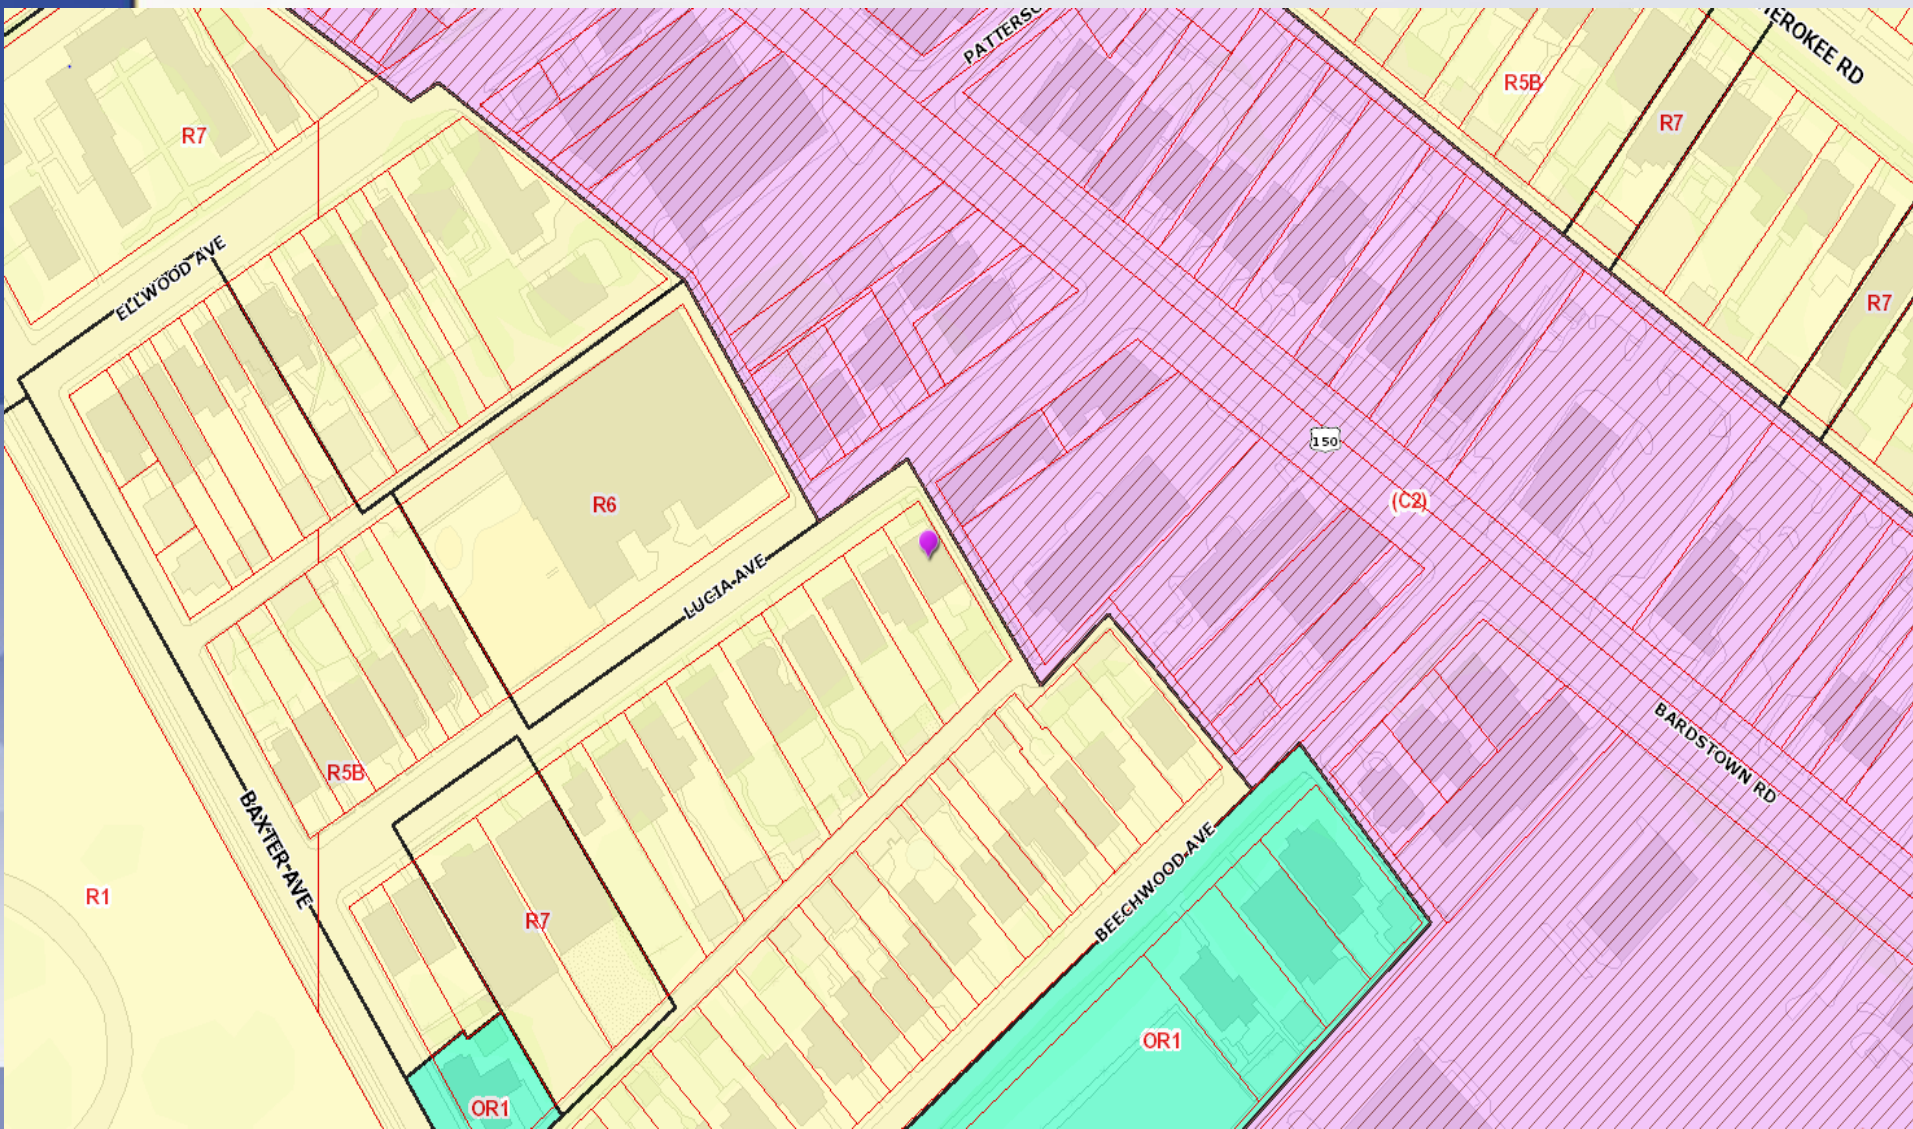 PATTERSO
HEROKEE RD
R5B
R7
R7
R7
ELLWOOD AVE
150
(C2)
R6
LUCIA AVE
R5B
BARDSTOWN RD
BAXTER AVE
R1
R7
BEECHWOOD AVE
OR1
OR1